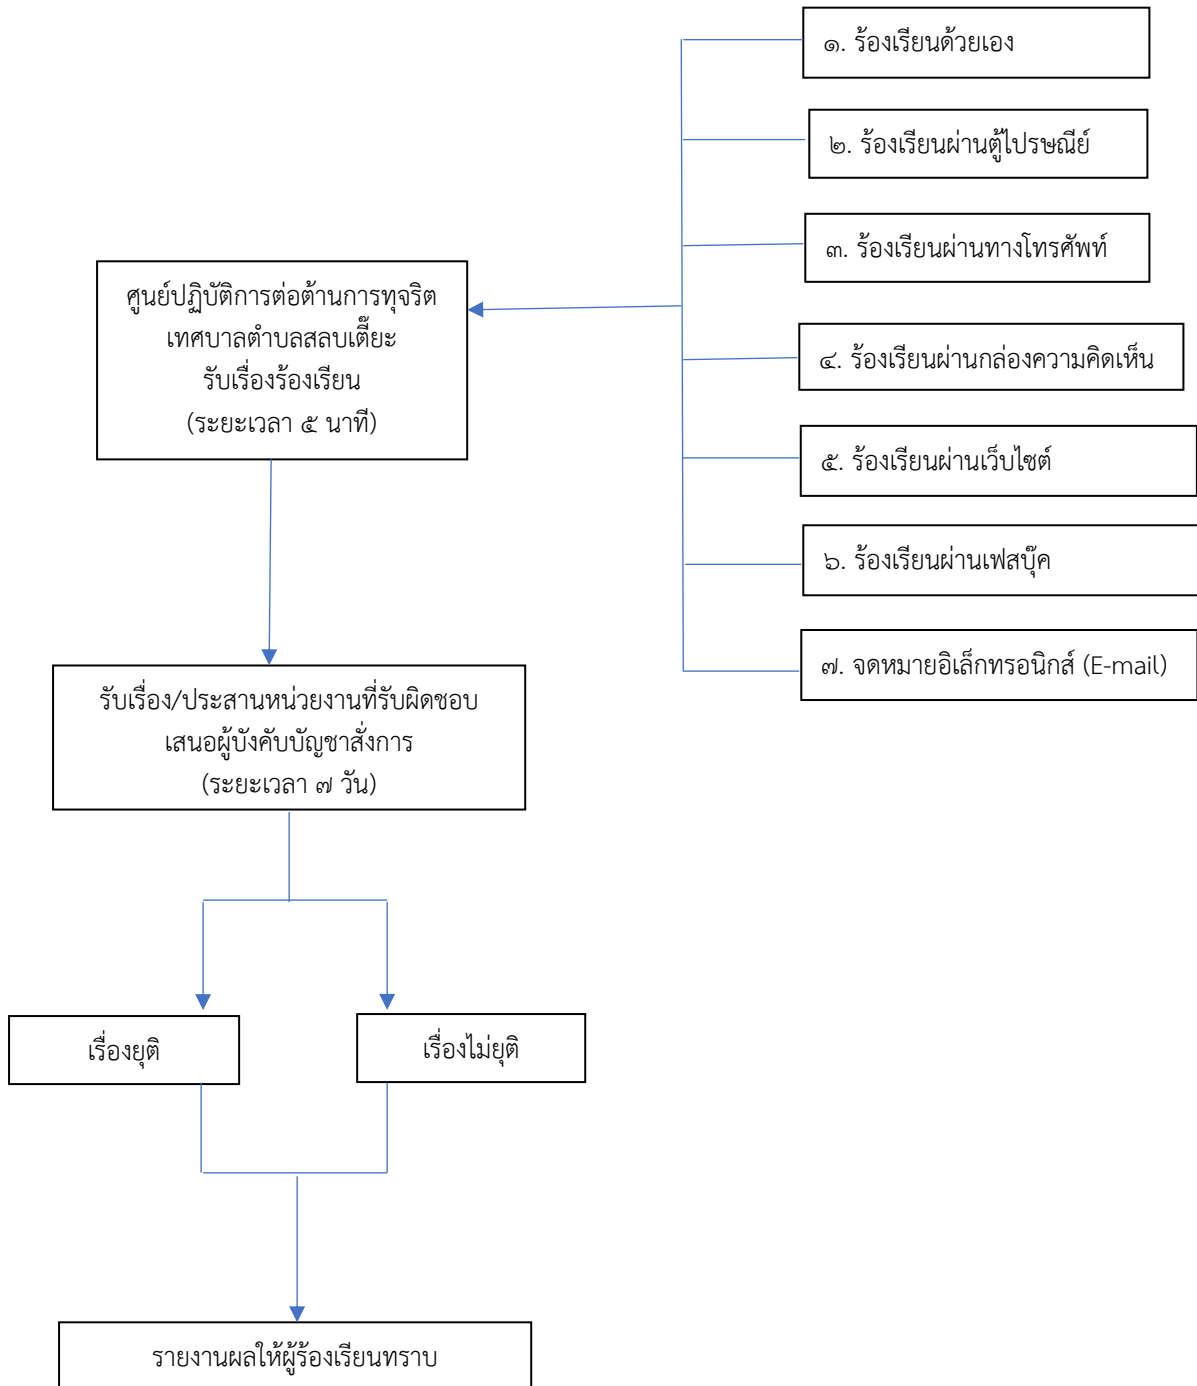 ๑. ร้องเรียนด้วยเอง
๒. ร้องเรียนผ่านตู้ไปรษณีย์
๓. ร้องเรียนผ่านทางโทรศัพท์
๔. ร้องเรียนผ่านกล่องความคิดเห็น
๕. ร้องเรียนผ่านเว็บไซต์
๖. ร้องเรียนผ่านเฟสบุ๊ค
๗. จดหมายอิเล็กทรอนิกส์ (E-mail)
ศูนย์ปฏิบัติการต่อต้านการทุจริต
เทศบาลตำบลสลบเตี๊ยะ
รับเรื่องร้องเรียน
(ระยะเวลา ๕ นาที)
รับเรื่อง/ประสานหน่วยงานที่รับผิดชอบ
เสนอผู้บังคับบัญชาสั่งการ
(ระยะเวลา ๗ วัน)
เรื่องยุติ
เรื่องไม่ยุติ
รายงานผลให้ผู้ร้องเรียนทราบ